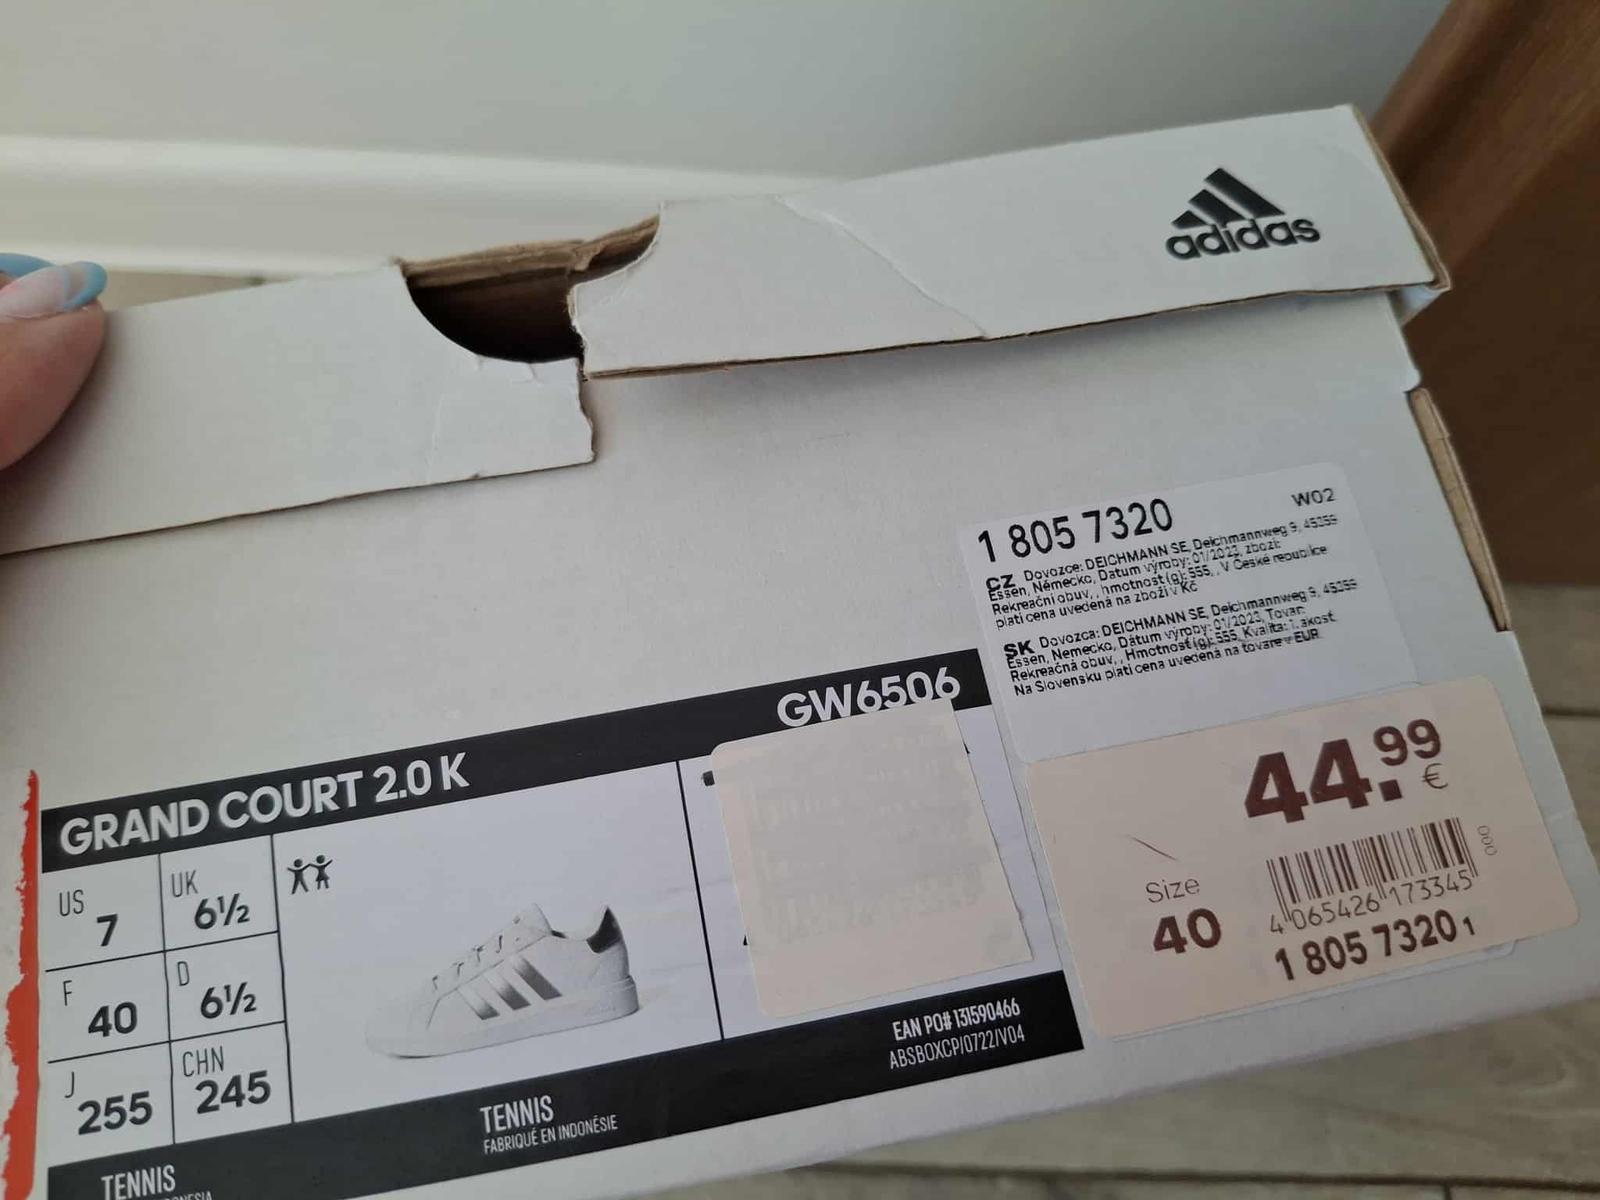 adidas
1 805 7320
W02
CZ Dovozce: DEICHMANN SE, Deichmannweg 9, 45359
Essen, Německo, Datum výroby: 01/2023, zboží:
Rekreační obuv, , hmotnost (g): 555, , V České republice
platí cena uvedená na zboží v Kč
SK Dovozca: DEICHMANN SE, Deichmannweg 9, 45359
Essen, Nemecko, Dátum výroby: 01/2023, Tovar:
Rekreačná obuv, , Hmotnosť (g): 555, Kvalita: I. akosť
Na Slovensku platí cena uvedená na tovare v EUR
GW6506
GRAND COURT 2.0 K
US 7
UK 6½
F 40
D 6½
J 255
CHN 245
44.99
€
Size
40
080
4 065426 173345
1 805 7320 1
EAN PO# 131590466
ABSBOXCP/0722/V04
TENNIS
FABRIQUÉ EN INDONÉSIE
TENNIS